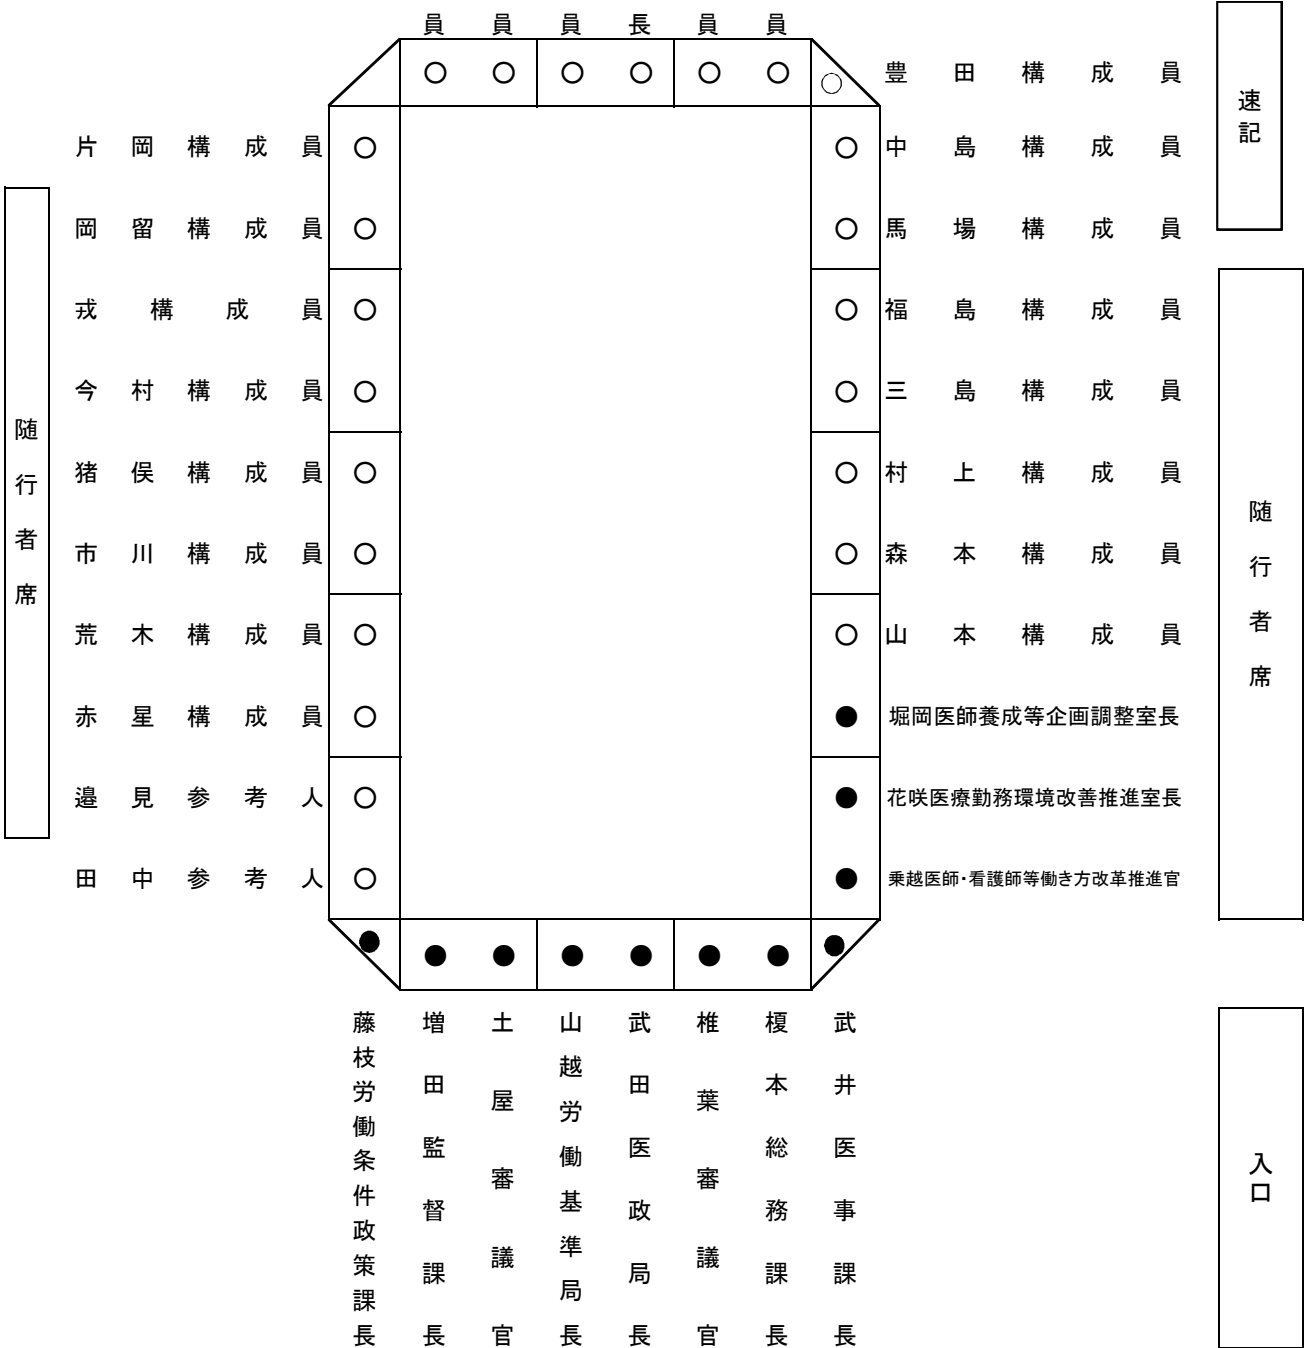 員 員 員 長 員 員
豊田構成員
速記
片岡構成員
中島構成員
岡留構成員
馬場構成員
戎構成員
福島構成員
今村構成員
三島構成員
猪俣構成員
村上構成員
市川構成員
森本構成員
荒木構成員
山本構成員
赤星構成員
堀岡医師養成等企画調整室長
邉見参考人
花咲医療勤務環境改善推進室長
田中参考人
乗越医師・看護師等働き方改革推進官
随行者席
随行者席
藤枝労働条件政策課長
増田監督課長
土屋審議官
山越労働基準局長
武田医政局長
椎葉審議官
榎本総務課長
武井医事課長
入口